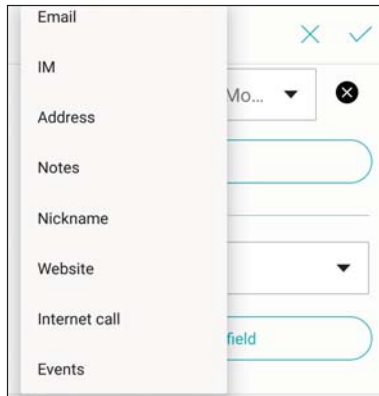 Email
IM
Mo...
Address
Notes
Nickname
Website
Internet call
field
Events